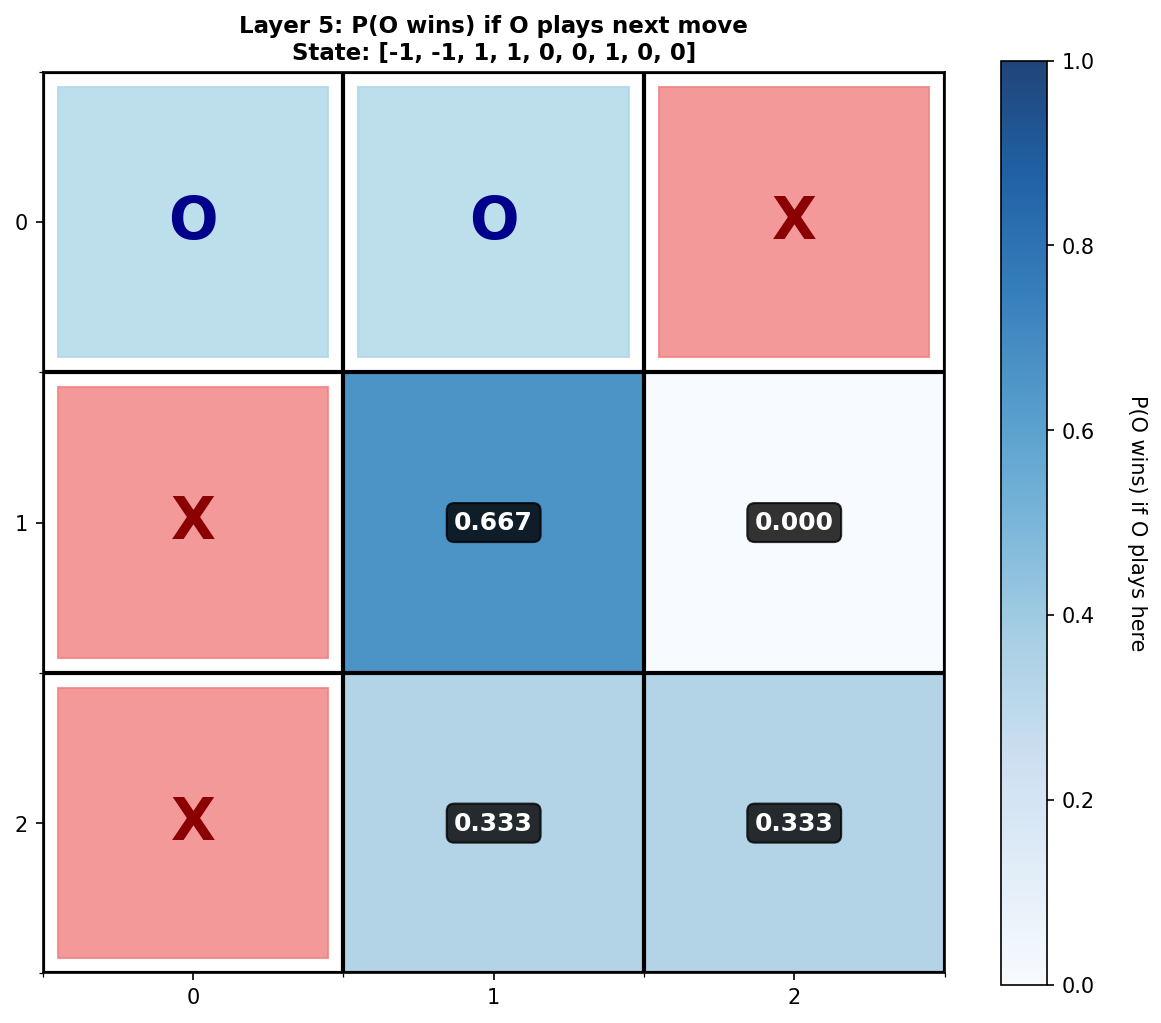 Layer 5: P(O wins) if O plays next move
State: [-1, -1, 1, 1, 0, 0, 1, 0, 0]
0
O
O
X
1
X
0.667
0.000
2
X
0.333
0.333
0
1
2
1.0
0.8
0.6
0.4
0.2
0.0
P(O wins) if O plays here